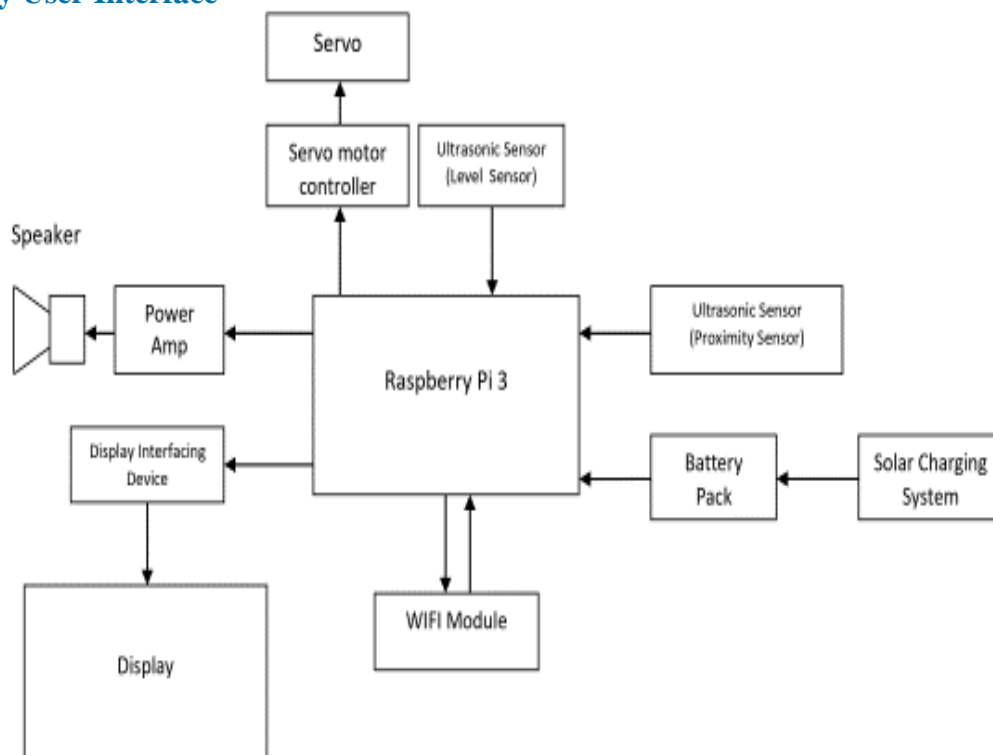 y User Interface
Servo
Servo motor
controller
Ultrasonic Sensor
(Level Sensor)
Speaker
Power
Amp
Ultrasonic Sensor
(Proximity Sensor)
Raspberry Pi 3
Display Interfacing
Device
Battery
Pack
Solar Charging
System
WIFI Module
Display